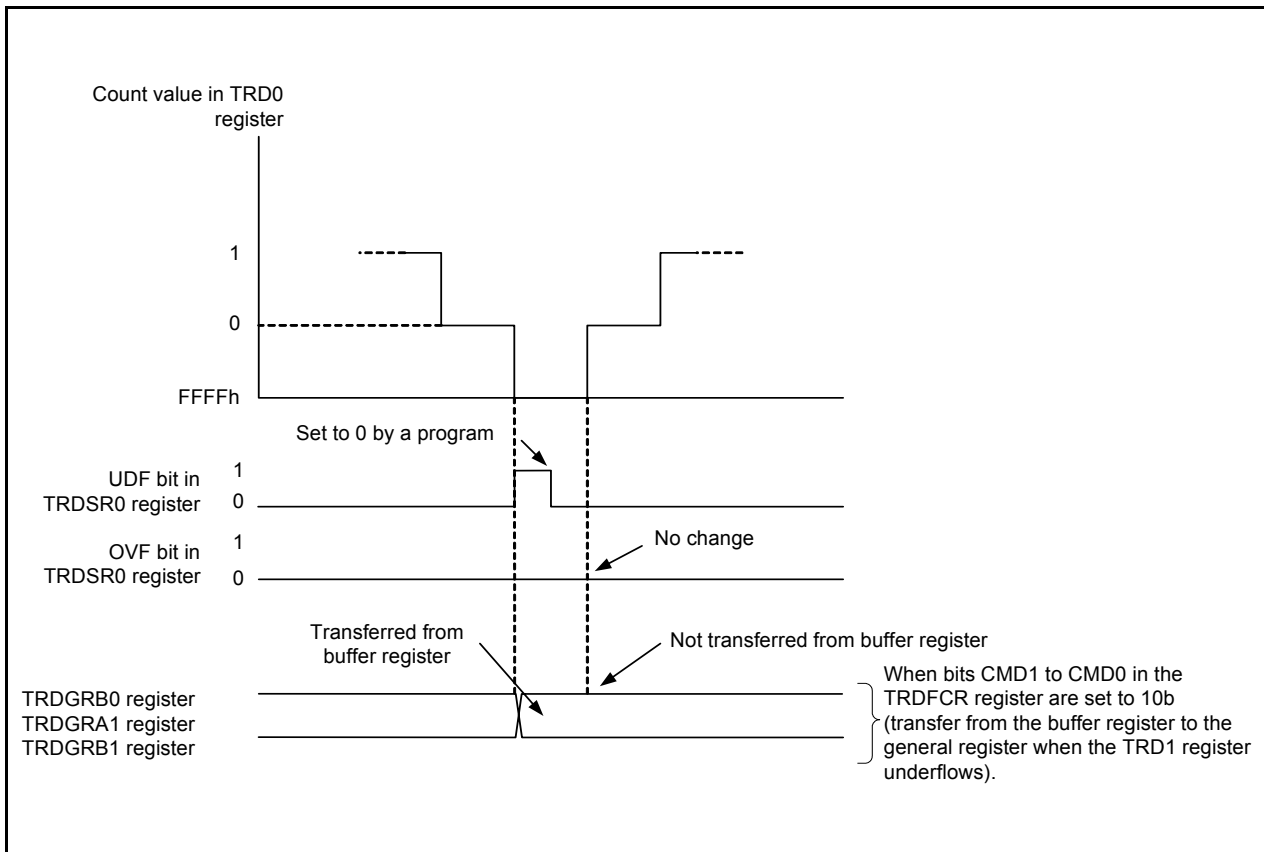 Count value in TRD0
register
1
0
FFFFh
Set to 0 by a program
UDF bit in
TRDSR0 register
1
0
No change
OVF bit in
TRDSR0 register
1
0
Transferred from
buffer register
Not transferred from buffer register
TRDGRB0 register
TRDGRA1 register
TRDGRB1 register
When bits CMD1 to CMD0 in the
TRDFCR register are set to 10b
(transfer from the buffer register to the
general register when the TRD1 register
underflows).